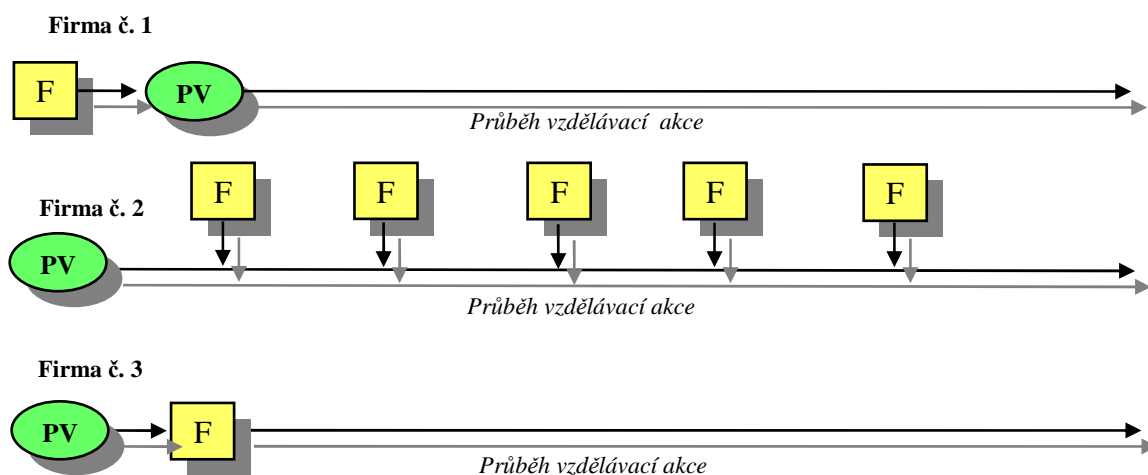 Firma č. 1
F
PV
Průběh vzdělávací akce
F F F F F
Firma č. 2
PV
Průběh vzdělávací akce
Firma č. 3
PV
F
Průběh vzdělávací akce